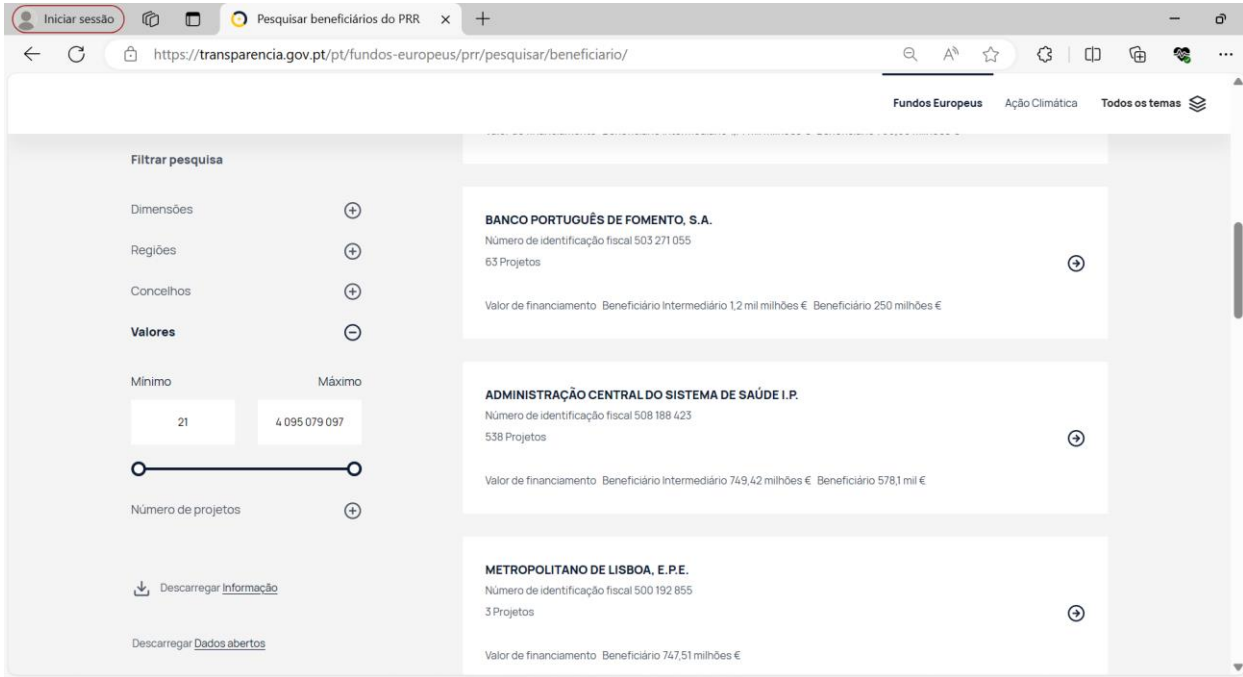 Iniciar sessão
Pesquisar beneficiários do PRR
https://transparencia.gov.pt/pt/fundos-europeus/prr/pesquisar/beneficiario/
Fundos Europeus
Ação Climática
Todos os temas
Filtrar pesquisa
Dimensões
Regiões
Concelhos
Valores
Mínimo
Máximo
21
4 095 079 097
Número de projetos
Descarregar Informação
Descarregar Dados abertos
BANCO PORTUGUÊS DE FOMENTO, S.A.
Número de identificação fiscal 503 271 055
63 Projetos
Valor de financiamento Beneficiário Intermediário 1,2 mil milhões € Beneficiário 250 milhões €
ADMINISTRAÇÃO CENTRAL DO SISTEMA DE SAÚDE I.P.
Número de identificação fiscal 508 188 423
538 Projetos
Valor de financiamento Beneficiário Intermediário 749,42 milhões € Beneficiário 578,1 mil €
METROPOLITANO DE LISBOA, E.P.E.
Número de identificação fiscal 500 192 855
3 Projetos
Valor de financiamento Beneficiário 747,51 milhões €